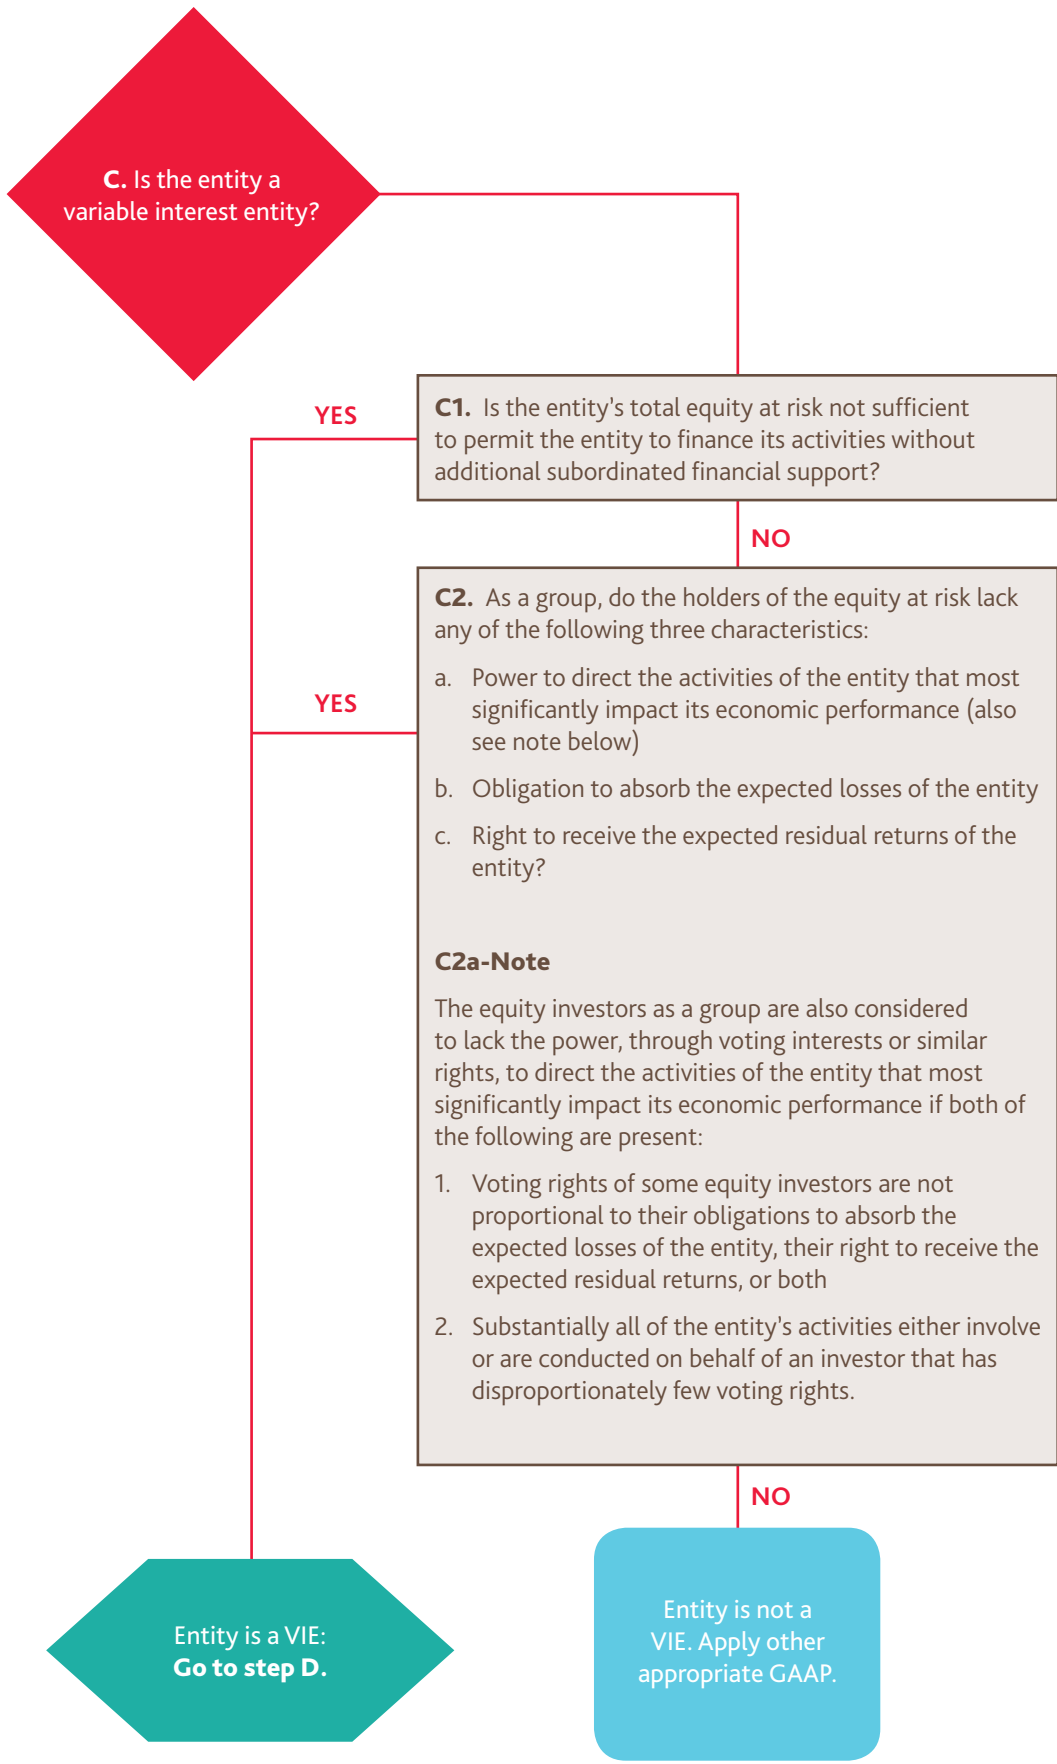 C. Is the entity a
variable interest entity?
YES
C1. Is the entity's total equity at risk not sufficient
to permit the entity to finance its activities without
additional subordinated financial support?
NO
C2. As a group, do the holders of the equity at risk lack
any of the following three characteristics:
a. Power to direct the activities of the entity that most
significantly impact its economic performance (also
see note below)
YES
b. Obligation to absorb the expected losses of the entity
c. Right to receive the expected residual returns of the
entity?
C2a-Note
The equity investors as a group are also considered
to lack the power, through voting interests or similar
rights, to direct the activities of the entity that most
significantly impact its economic performance if both of
the following are present:
1. Voting rights of some equity investors are not
proportional to their obligations to absorb the
expected losses of the entity, their right to receive the
expected residual returns, or both
2. Substantially all of the entity's activities either involve
or are conducted on behalf of an investor that has
disproportionately few voting rights.
NO
Entity is a VIE:
Go to step D.
Entity is not a
VIE. Apply other
appropriate GAAP.